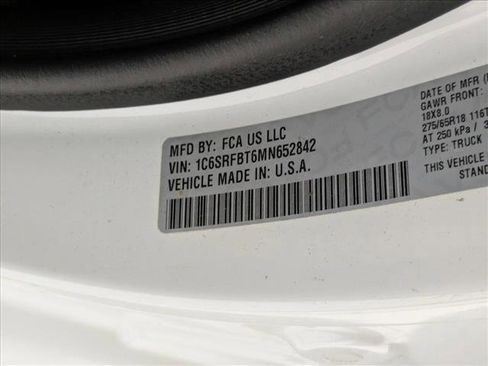 MFD BY: FCA US LLC
VIN: 1C6SRFBT6MN652842
VEHICLE MADE IN: U.S.A.
DATE OF MFR
GAWR FRONT:
18X8.0
275/65R18 116T
AT 250 kPa /
TYPE: TRUCK
THIS VEHICLE
STAND